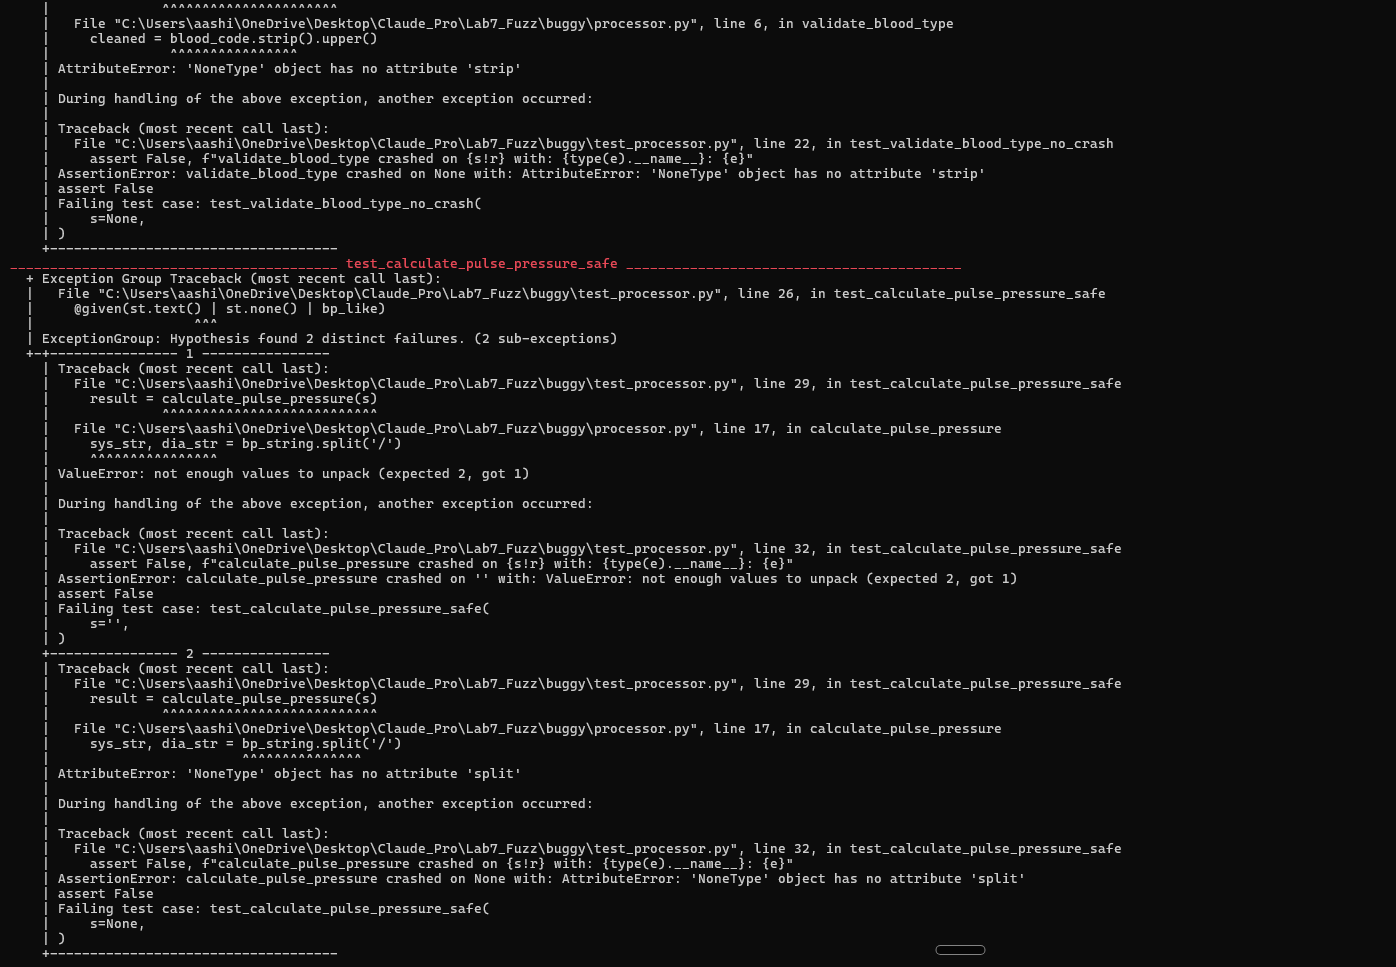 |              ^^^^^^^^^^^^^^^^^^^^^^
|   File "C:\Users\aashi\OneDrive\Desktop\Claude_Pro\Lab7_Fuzz\buggy\processor.py", line 6, in validate_blood_type
|     cleaned = blood_code.strip().upper()
|               ^^^^^^^^^^^^^^^^
| AttributeError: 'NoneType' object has no attribute 'strip'
|
| During handling of the above exception, another exception occurred:
|
| Traceback (most recent call last):
|   File "C:\Users\aashi\OneDrive\Desktop\Claude_Pro\Lab7_Fuzz\buggy\test_processor.py", line 22, in test_validate_blood_type_no_crash
|     assert False, f"validate_blood_type crashed on {s!r} with: {type(e).__name__}: {e}"
| AssertionError: validate_blood_type crashed on None with: AttributeError: 'NoneType' object has no attribute 'strip'
| assert False
| Failing test case: test_validate_blood_type_no_crash(
|     s=None,
| )
+------------------------------------
_________________________________________ test_calculate_pulse_pressure_safe __________________________________________
+ Exception Group Traceback (most recent call last):
|   File "C:\Users\aashi\OneDrive\Desktop\Claude_Pro\Lab7_Fuzz\buggy\test_processor.py", line 26, in test_calculate_pulse_pressure_safe
|     @given(st.text() | st.none() | bp_like)
|                    ^^^
| ExceptionGroup: Hypothesis found 2 distinct failures. (2 sub-exceptions)
+-+---------------- 1 ----------------
| Traceback (most recent call last):
|   File "C:\Users\aashi\OneDrive\Desktop\Claude_Pro\Lab7_Fuzz\buggy\test_processor.py", line 29, in test_calculate_pulse_pressure_safe
|     result = calculate_pulse_pressure(s)
|              ^^^^^^^^^^^^^^^^^^^^^^^^^^^
|   File "C:\Users\aashi\OneDrive\Desktop\Claude_Pro\Lab7_Fuzz\buggy\processor.py", line 17, in calculate_pulse_pressure
|     sys_str, dia_str = bp_string.split('/')
|     ^^^^^^^^^^^^^^^^
| ValueError: not enough values to unpack (expected 2, got 1)
|
| During handling of the above exception, another exception occurred:
|
| Traceback (most recent call last):
|   File "C:\Users\aashi\OneDrive\Desktop\Claude_Pro\Lab7_Fuzz\buggy\test_processor.py", line 32, in test_calculate_pulse_pressure_safe
|     assert False, f"calculate_pulse_pressure crashed on {s!r} with: {type(e).__name__}: {e}"
| AssertionError: calculate_pulse_pressure crashed on '' with: ValueError: not enough values to unpack (expected 2, got 1)
| assert False
| Failing test case: test_calculate_pulse_pressure_safe(
|     s='',
| )
+---------------- 2 ----------------
| Traceback (most recent call last):
|   File "C:\Users\aashi\OneDrive\Desktop\Claude_Pro\Lab7_Fuzz\buggy\test_processor.py", line 29, in test_calculate_pulse_pressure_safe
|     result = calculate_pulse_pressure(s)
|              ^^^^^^^^^^^^^^^^^^^^^^^^^^^
|   File "C:\Users\aashi\OneDrive\Desktop\Claude_Pro\Lab7_Fuzz\buggy\processor.py", line 17, in calculate_pulse_pressure
|     sys_str, dia_str = bp_string.split('/')
|                        ^^^^^^^^^^^^^^^
| AttributeError: 'NoneType' object has no attribute 'split'
|
| During handling of the above exception, another exception occurred:
|
| Traceback (most recent call last):
|   File "C:\Users\aashi\OneDrive\Desktop\Claude_Pro\Lab7_Fuzz\buggy\test_processor.py", line 32, in test_calculate_pulse_pressure_safe
|     assert False, f"calculate_pulse_pressure crashed on {s!r} with: {type(e).__name__}: {e}"
| AssertionError: calculate_pulse_pressure crashed on None with: AttributeError: 'NoneType' object has no attribute 'split'
| assert False
| Failing test case: test_calculate_pulse_pressure_safe(
|     s=None,
| )
+------------------------------------